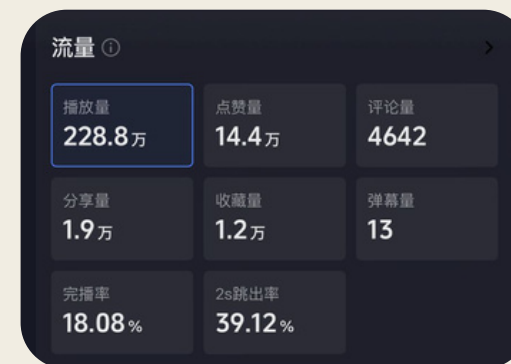 流量
播放量 点赞量 评论量
228.8万 14.4万 4642
分享量 收藏量 弹幕量
1.9万 1.2万 13
完播率 2s跳出率
18.08% 39.12%